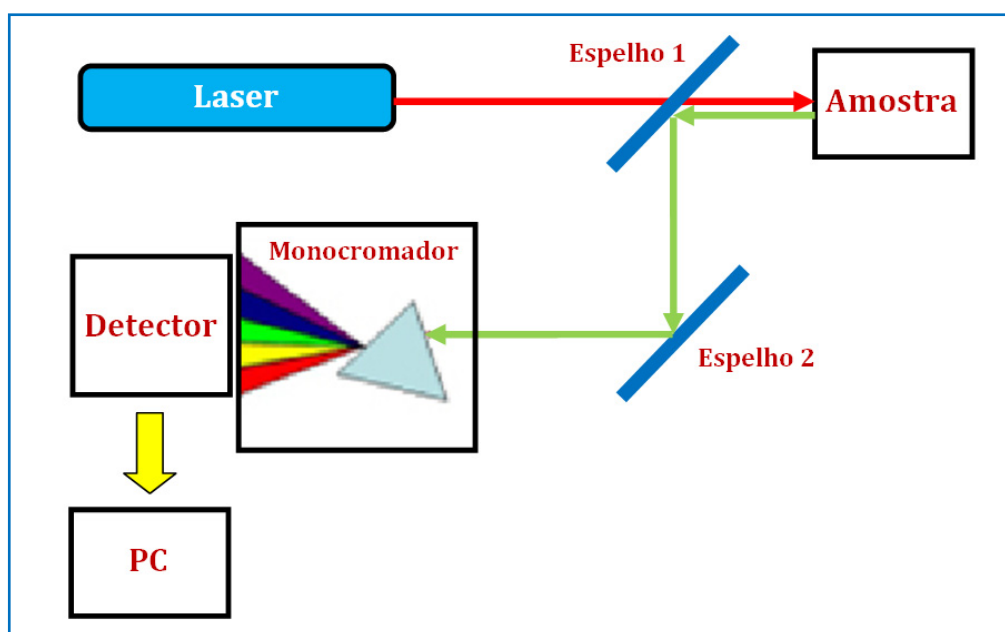 Espelho 1
Laser
Amostra
Monocromador
Detector
Espelho 2
PC